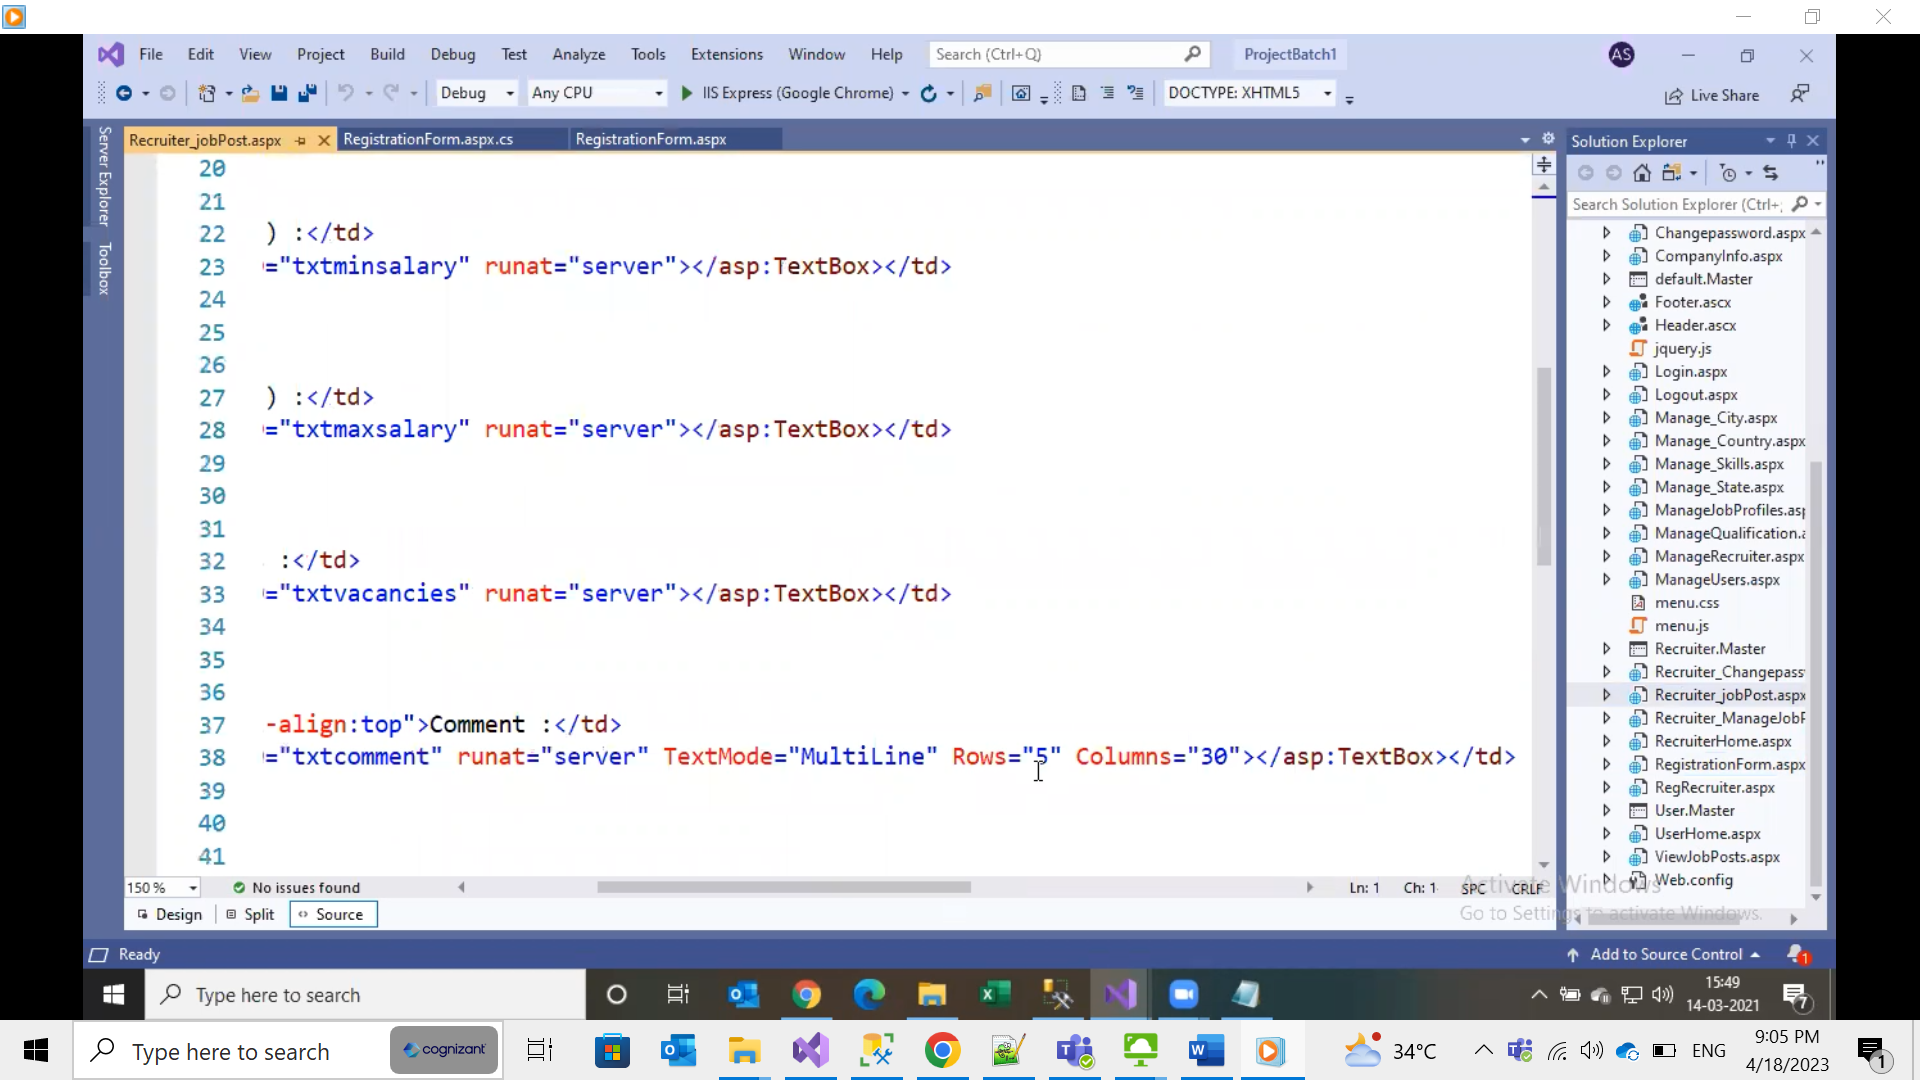 File Edit View Project Build Debug Test Analyze Tools Extensions Window Help Search (Ctrl+Q) ProjectBatch1 AS
Debug Any CPU IIS Express (Google Chrome) DOCTYPE: XHTML5 Live Share
Server Explorer
Toolbox
Recruiter_jobPost.aspx RegistrationForm.aspx.cs RegistrationForm.aspx
20
21
22 ) :</td>
23 ="txtminsalary" runat="server"></asp:TextBox></td>
24
25
26
27 ) :</td>
28 ="txtmaxsalary" runat="server"></asp:TextBox></td>
29
30
31
32 :</td>
33 ="txtvacancies" runat="server"></asp:TextBox></td>
34
35
36
37 -align:top">Comment :</td>
38 ="txtcomment" runat="server" TextMode="MultiLine" Rows="5" Columns="30"></asp:TextBox></td>
39
40
41
150 % No issues found Ln: 1 Ch: 1 SPC CRLF
Design Split Source
Solution Explorer
Search Solution Explorer (Ctrl+;
Changepassword.aspx
CompanyInfo.aspx
default.Master
Footer.ascx
Header.ascx
jquery.js
Login.aspx
Logout.aspx
Manage_City.aspx
Manage_Country.aspx
Manage_Skills.aspx
Manage_State.aspx
ManageJobProfiles.asp
ManageQualification.a
ManageRecruiter.aspx
ManageUsers.aspx
menu.css
menu.js
Recruiter.Master
Recruiter_Changepass
Recruiter_jobPost.aspx
Recruiter_ManageJobP
RecruiterHome.aspx
RegistrationForm.aspx
RegRecruiter.aspx
User.Master
UserHome.aspx
ViewJobPosts.aspx
Web.config
Activate Windows
Go to Settings to activate Windows.
Ready Add to Source Control 1
Type here to search 15:49
14-03-2021 7
Type here to search cognizant 34°C ENG 9:05 PM
4/18/2023 1